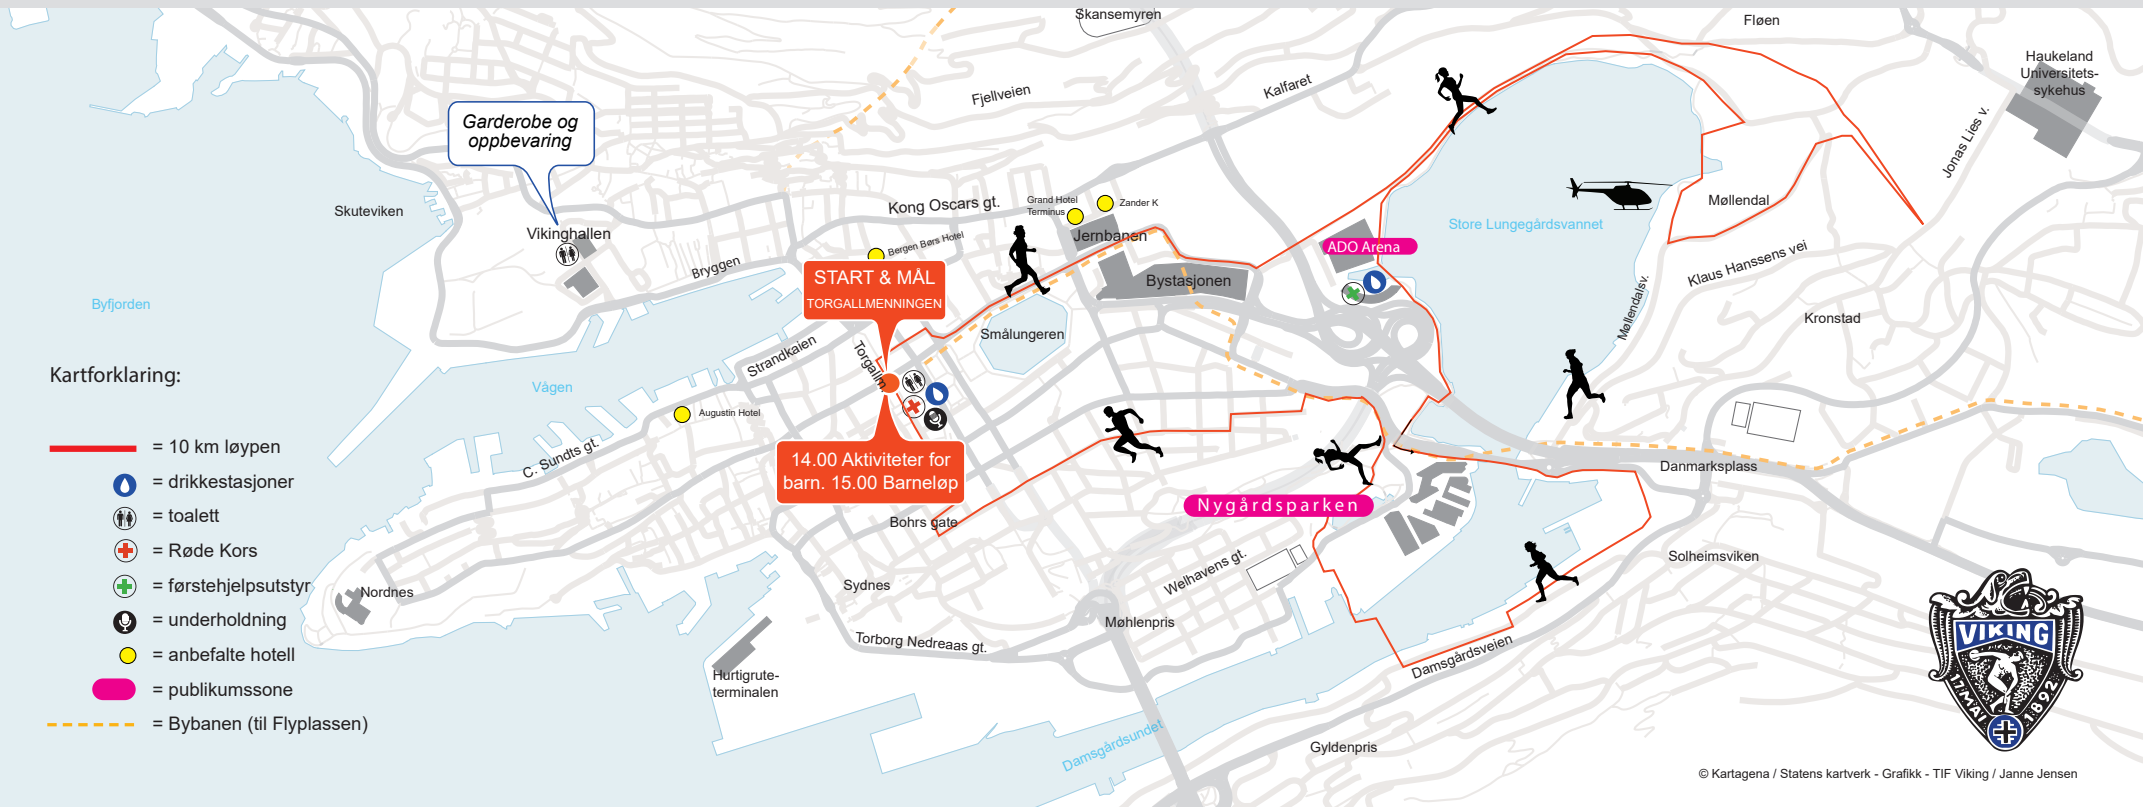 Skansemyren
Fløen
Haukeland
Universitets-
sykehus
Fjellveien
Kalfaret
Jonas Lies v.
Garderobe og
oppbevaring
Skuteviken
Vikinghallen
Kong Oscars gt.
Grand Hotel
Terminus
Zander K
Jernbanen
Bergen Børs Hotel
Bryggen
Møllendal
Store Lungegårdsvannet
ADO Arena
Klaus Hanssens vei
Byfjorden
START & MÅL
TORGALLMENNINGEN
Bystasjonen
Møllendalsv.
Kronstad
Smålungeren
Strandkaien
Torgallm.
Vågen
Augustin Hotel
C. Sundts gt.
14.00 Aktiviteter for
barn. 15.00 Barneløp
Bohrs gate
Nygårdsparken
Danmarksplass
Solheimsviken
Welhavens gt.
Nordnes
Sydnes
Møhlenpris
Torborg Nedreaas gt.
Hurtigrute-
terminalen
Damsgårdsveien
Damsgårdsundet
Gyldenpris
Kartforklaring:
= 10 km løypen
= drikkestasjoner
= toalett
= Røde Kors
= førstehjelpsutstyr
= underholdning
= anbefalte hotell
= publikumssone
= Bybanen (til Flyplassen)
VIKING
17MAI 1892
© Kartagena / Statens kartverk - Grafikk - TIF Viking / Janne Jensen